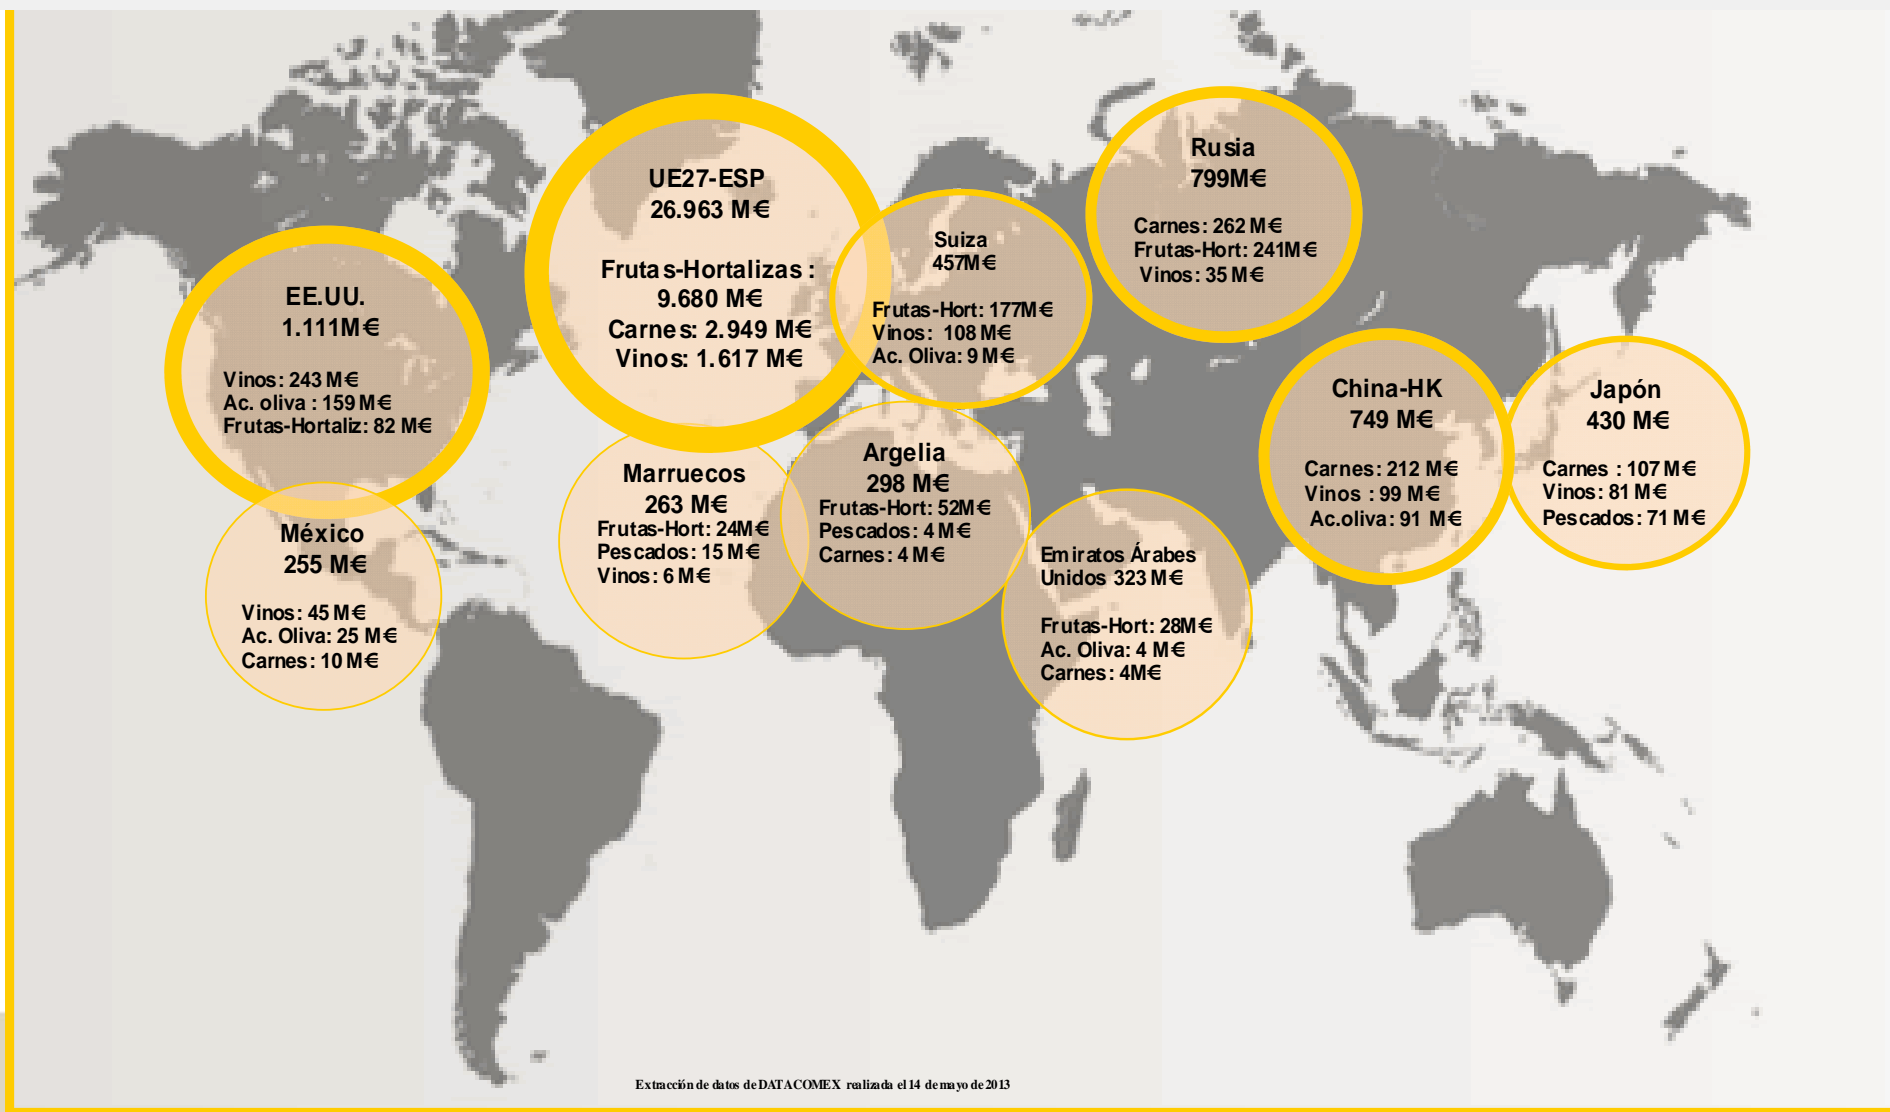 UE27-ESP
26.963 M€
Frutas-Hortalizas :
9.680 M€
Carnes: 2.949 M€
Vinos: 1.617 M€
Rusia
799M€
Carnes: 262 M€
Frutas-Hort: 241M€
Vinos: 35 M€
Suiza
457M€
Frutas-Hort: 177M€
Vinos: 108 M€
Ac. Oliva: 9 M€
EE.UU.
1.111M€
Vinos: 243 M€
Ac. oliva : 159 M€
Frutas-Hortaliz: 82 M€
China-HK
749 M€
Carnes: 212 M€
Vinos : 99 M€
Ac.oliva: 91 M€
Japón
430 M€
Carnes : 107 M€
Vinos: 81 M€
Pescados: 71 M€
Marruecos
263 M€
Frutas-Hort: 24M€
Pescados: 15 M€
Vinos: 6 M€
Argelia
298 M€
Frutas-Hort: 52M€
Pescados: 4 M€
Carnes: 4 M€
México
255 M€
Vinos: 45 M€
Ac. Oliva: 25 M€
Carnes: 10 M€
Emiratos Árabes
Unidos 323 M€
Frutas-Hort: 28M€
Ac. Oliva: 4 M€
Carnes: 4M€
Extracción de datos de DATACOMEX realizada el 14 de mayo de 2013